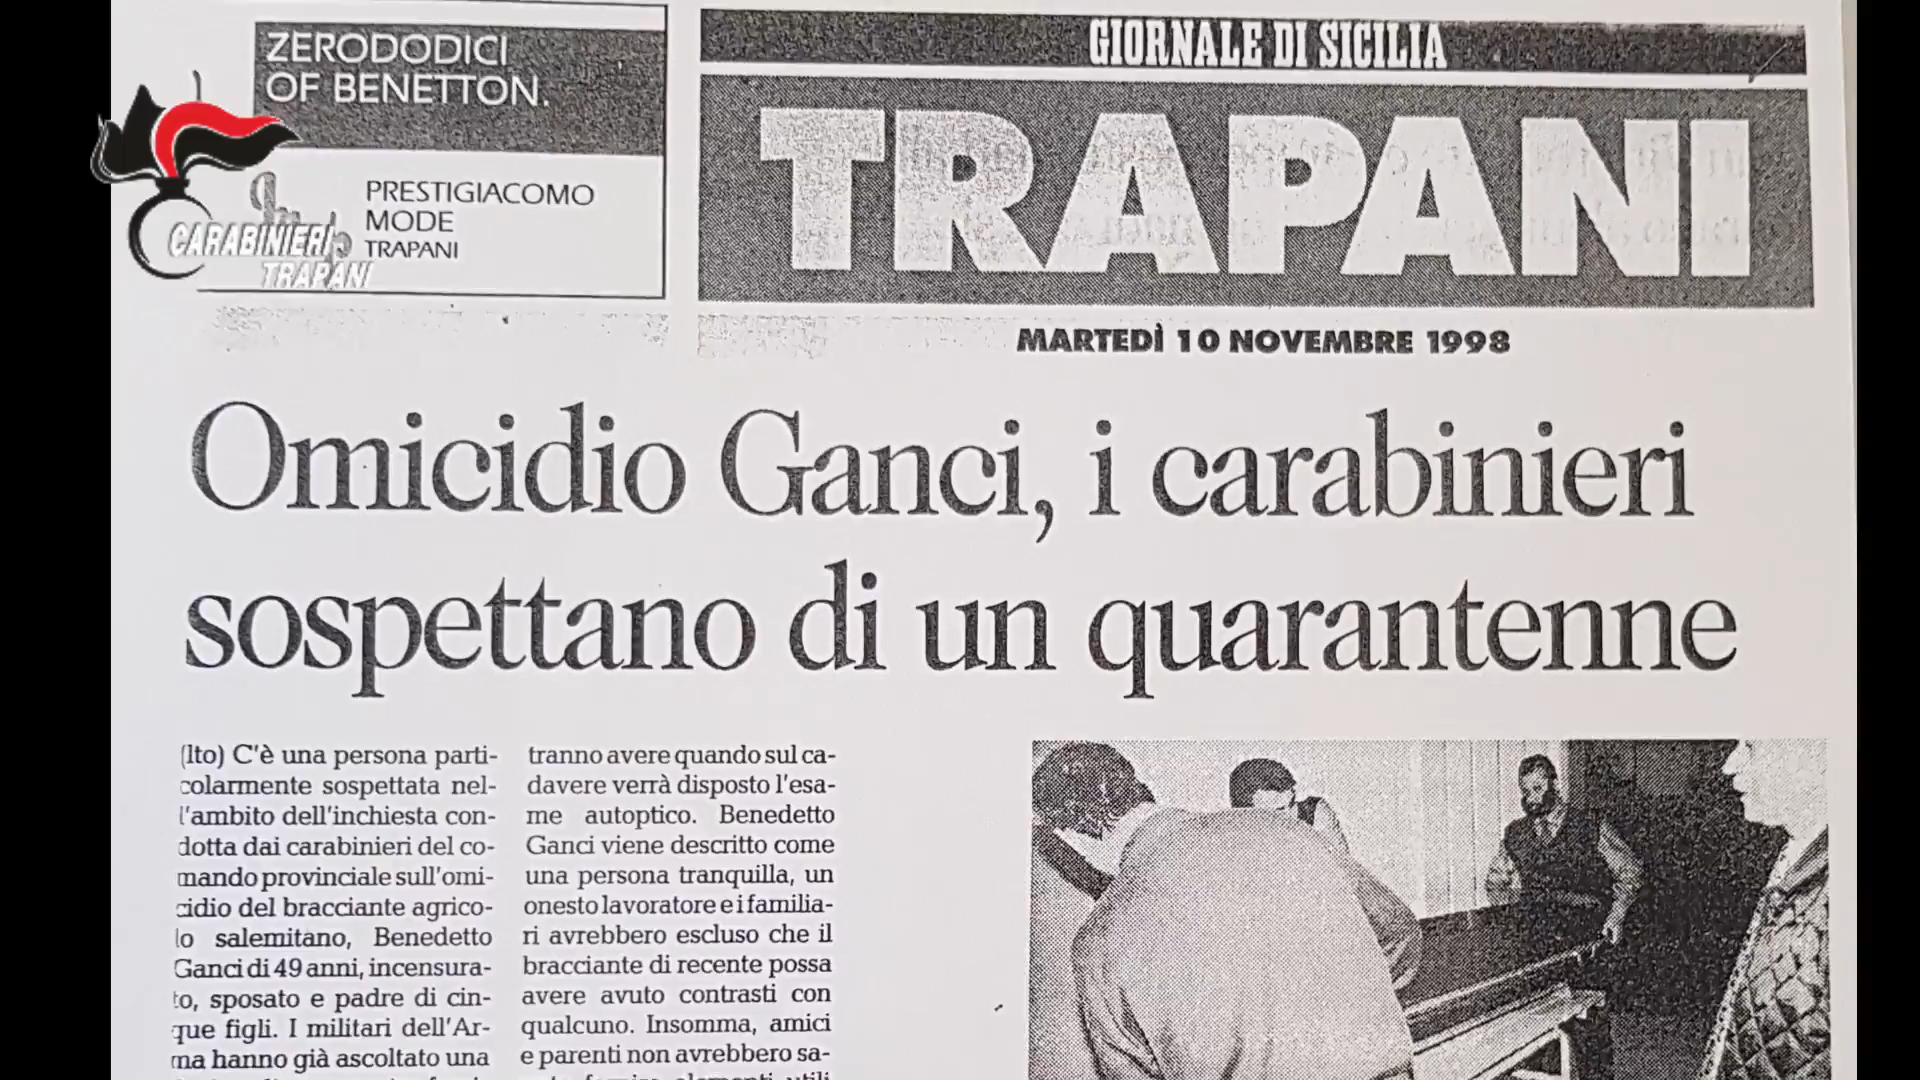 ZERODODICI
OF BENETTON.
PRESTIGIACOMO
MODE
TRAPANI
CARABINIERI
TRAPANI
GIORNALE DI SICILIA
TRAPANI
MARTEDÌ 10 NOVEMBRE 1998
Omicidio Ganci, i carabinieri
sospettano di un quarantenne
(lto) C'è una persona parti-
colarmente sospettata nel-
l'ambito dell'inchiesta con-
dotta dai carabinieri del co-
mando provinciale sull'omi-
cidio del bracciante agrico-
lo salemitano, Benedetto
Ganci di 49 anni, incensura-
to, sposato e padre di cin-
que figli. I militari dell'Ar-
ma hanno già ascoltato una
tranno avere quando sul ca-
davere verrà disposto l'esa-
me autoptico. Benedetto
Ganci viene descritto come
una persona tranquilla, un
onesto lavoratore e i familia-
ri avrebbero escluso che il
bracciante di recente possa
avere avuto contrasti con
qualcuno. Insomma, amici
e parenti non avrebbero sa-